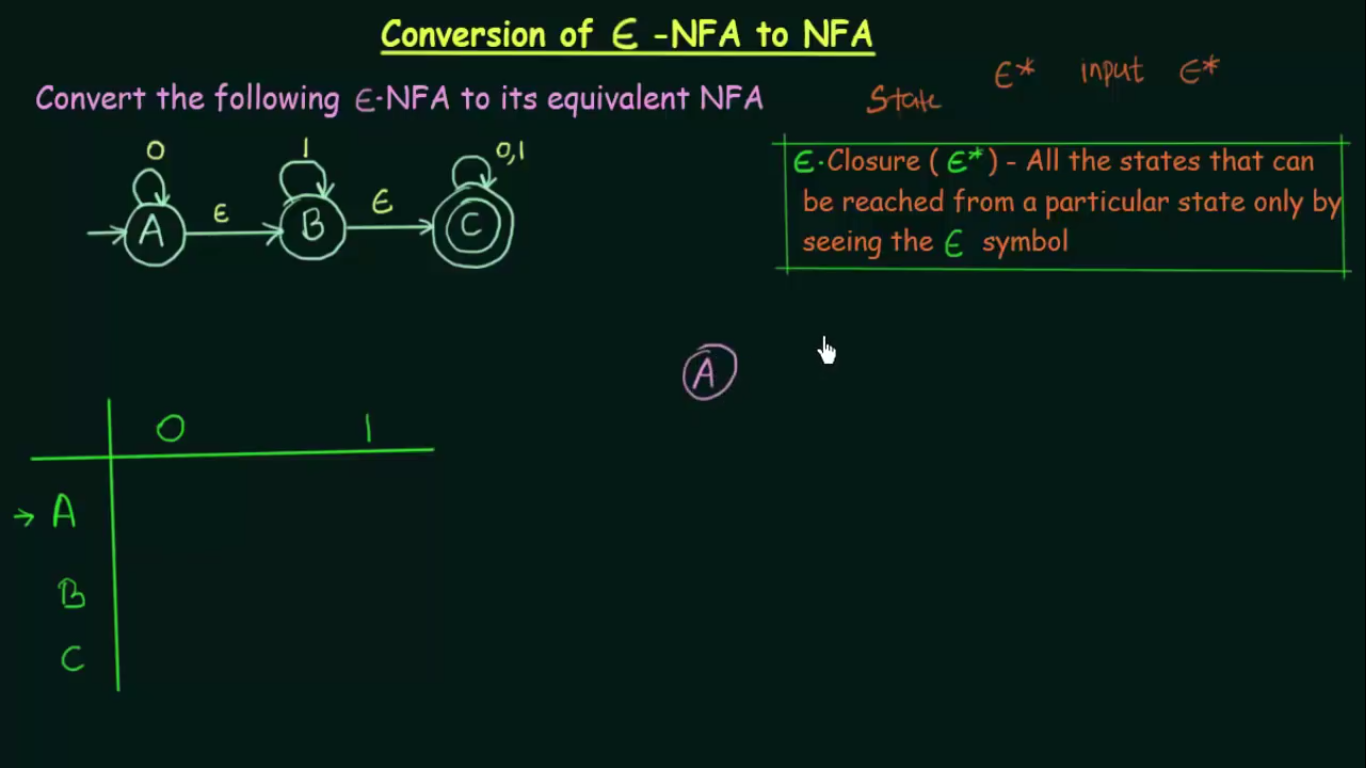 Conversion of Є -NFA to NFA
Convert the following Є-NFA to its equivalent NFA
State Є* input Є*
Є-Closure ( Є* ) - All the states that can
be reached from a particular state only by
seeing the Є symbol
0 1 0,1
Є Є
A B C
A
0 1
→ A
B
C